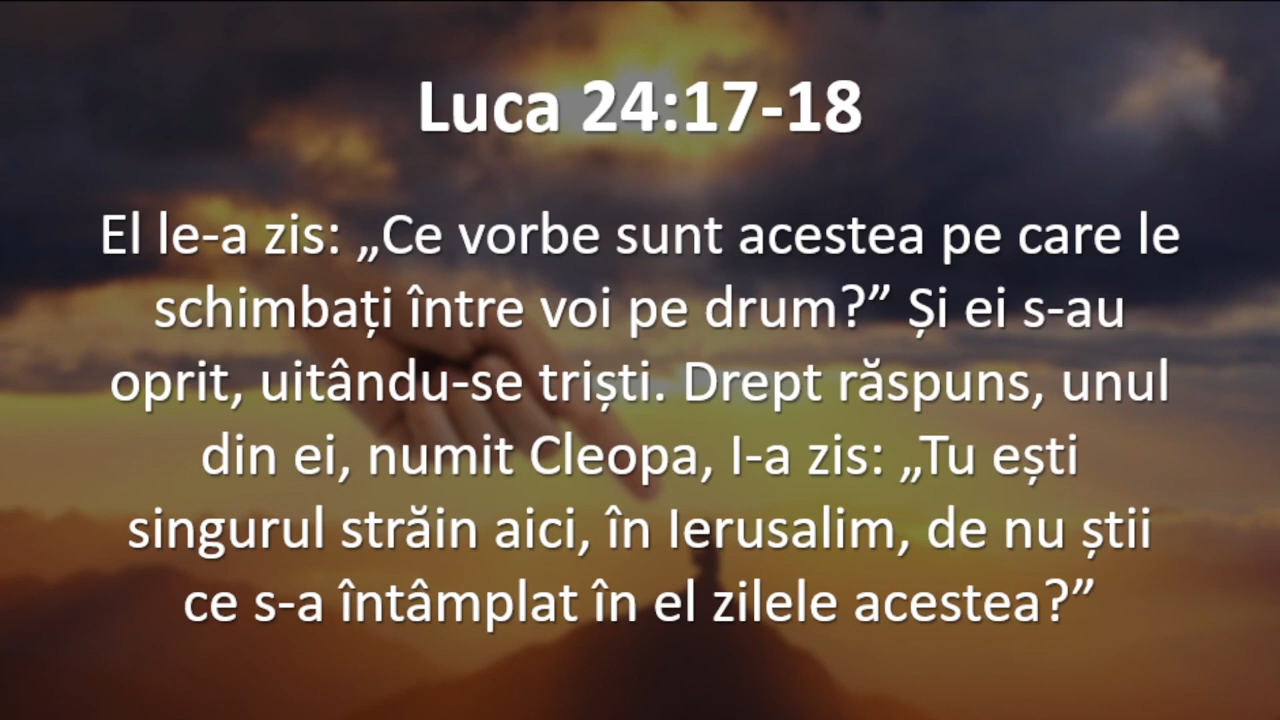 Luca 24:17-18
El le-a zis: „Ce vorbe sunt acestea pe care le
schimbați între voi pe drum?” Și ei s-au
oprit, uitându-se triști. Drept răspuns, unul
din ei, numit Cleopa, I-a zis: „Tu ești
singurul străin aici, în Ierusalim, de nu știi
ce s-a întâmplat în el zilele acestea?”